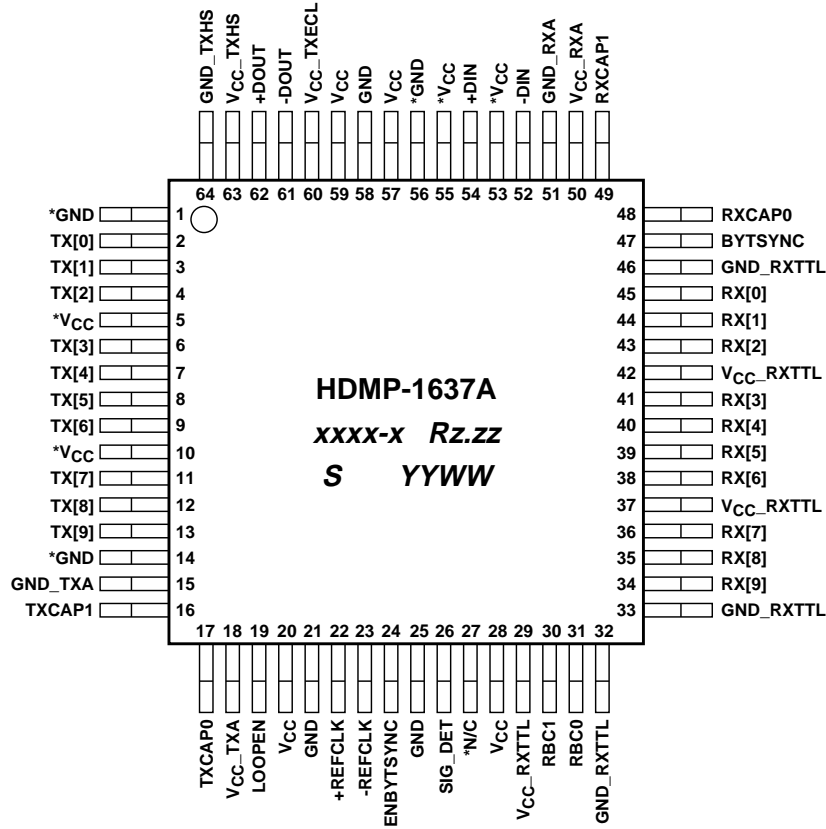 GND_TXHS
VCC_TXHS
+DOUT
-DOUT
VCC_TXECL
VCC
GND
VCC
*GND
*VCC
+DIN
*VCC
-DIN
GND_RXA
VCC_RXA
RXCAP1
64 63 62 61 60 59 58 57 56 55 54 53 52 51 50 49
*GND 1 48 RXCAP0
TX[0] 2 47 BYTSYNC
TX[1] 3 46 GND_RXTTL
TX[2] 4 45 RX[0]
*VCC 5 44 RX[1]
TX[3] 6 43 RX[2]
TX[4] 7 42 VCC_RXTTL
TX[5] 8 41 RX[3]
TX[6] 9 40 RX[4]
*VCC 10 39 RX[5]
TX[7] 11 38 RX[6]
TX[8] 12 37 VCC_RXTTL
TX[9] 13 36 RX[7]
*GND 14 35 RX[8]
GND_TXA 15 34 RX[9]
TXCAP1 16 33 GND_RXTTL
HDMP-1637A
xxxx-x Rz.zz
S YYWW
17 18 19 20 21 22 23 24 25 26 27 28 29 30 31 32
TXCAP0
VCC_TXA
LOOPEN
VCC
GND
+REFCLK
-REFCLK
ENBYTSYNC
GND
SIG_DET
*N/C
VCC
VCC_RXTTL
RBC1
RBC0
GND_RXTTL